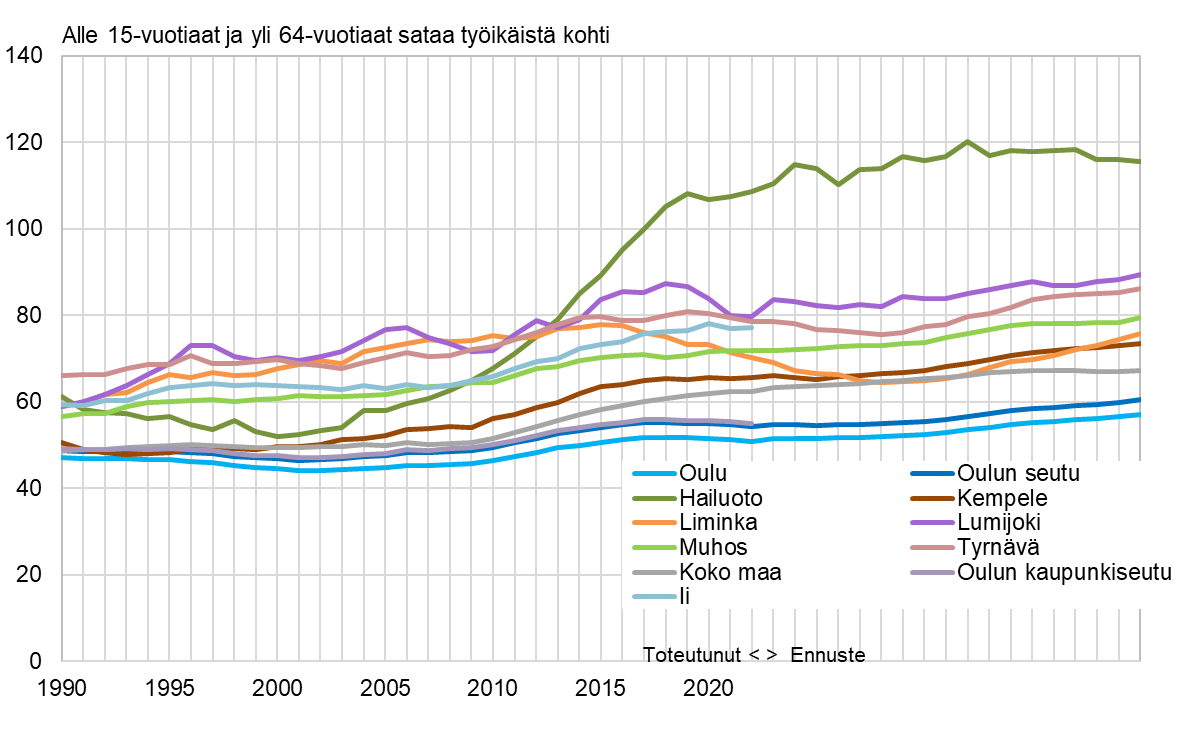 Alle 15-vuotiaat ja yli 64-vuotiaat sataa työikäistä kohti
140
120
100
80
60
40
20
0
Oulu Oulun seutu
Hailuoto Kempele
Liminka Lumijoki
Muhos Tyrnävä
Koko maa Oulun kaupunkiseutu
Ii
Toteutunut < > Ennuste
1990 1995 2000 2005 2010 2015 2020